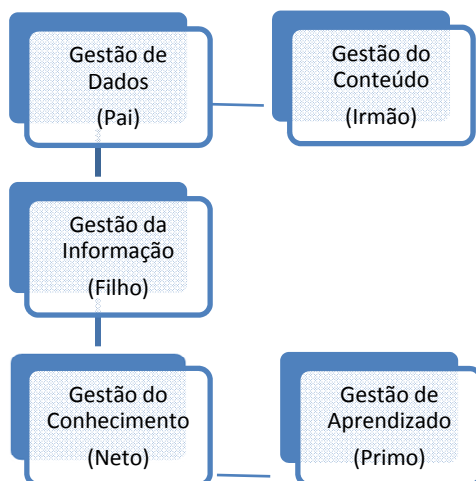 Gestão de
Dados
(Pai)
Gestão do
Conteúdo
(Irmão)
Gestão da
Informação
(Filho)
Gestão do
Conhecimento
(Neto)
Gestão de
Aprendizado
(Primo)